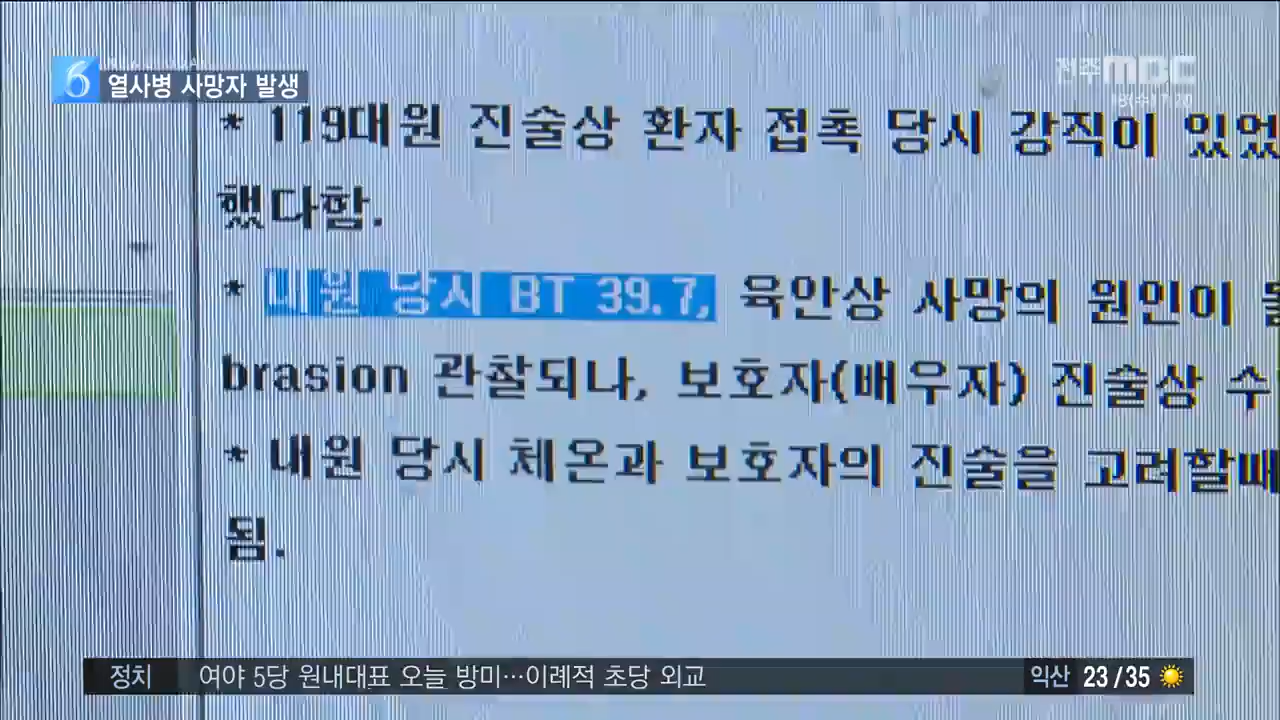 6 열사병 사망자 발생
전주MBC
18(수) 7:20
* 119대원 진술상 환자 접촉 당시 강직이 있었
했다함.
* 내원 당시 BT 39.7, 육안상 사망의 원인이
brasion 관찰되나, 보호자(배우자) 진술상 수
* 내원 당시 체온과 보호자의 진술을 고려할때
됨.
정치 여야 5당 원내대표 오늘 방미…이례적 초당 외교 익산 23/35